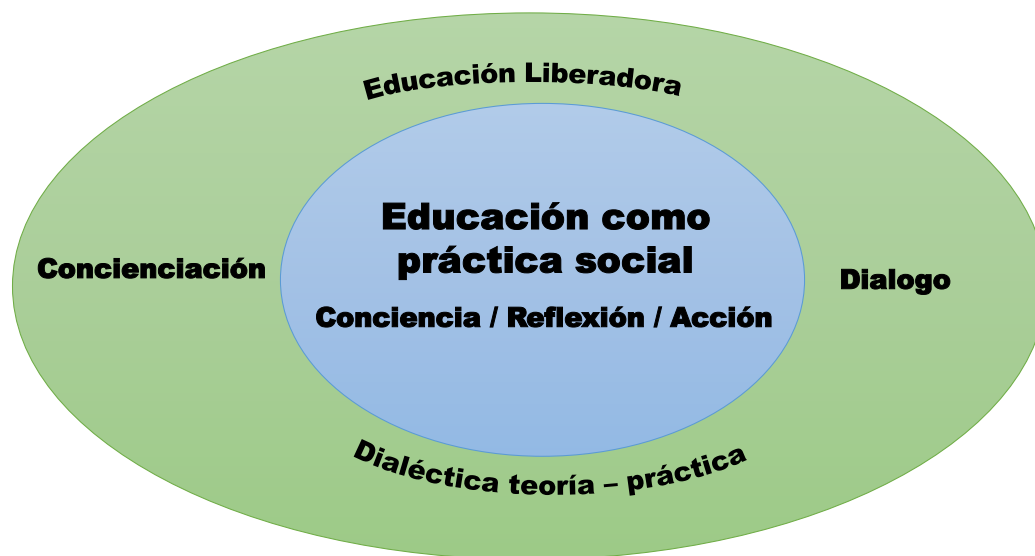 Educación Liberadora
Educación como
práctica social
Concienciación
Dialogo
Conciencia / Reflexión / Acción
Dialéctica teoría – práctica